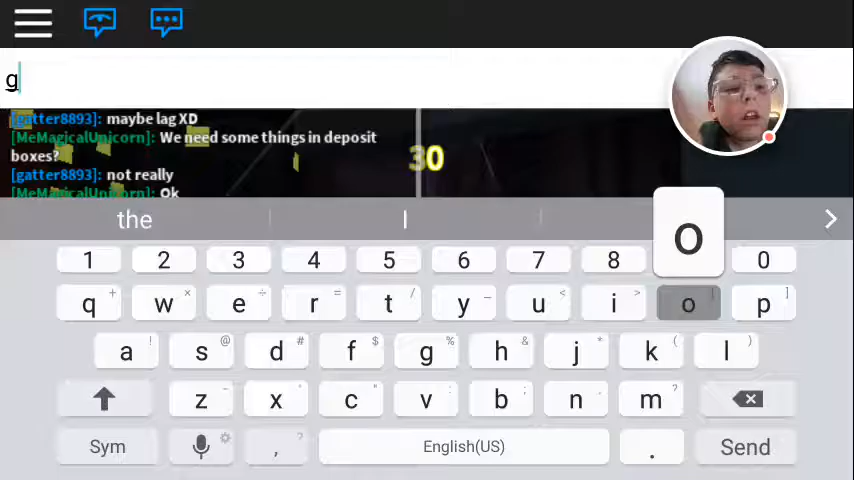 g
[gatter8893]: maybe lag XD
[MeMagicalUnicorn]: We need some things in deposit
boxes?
[gatter8893]: not really
[MeMagicalUnicorn]: Ok
30
the I
o
1 2 3 4 5 6 7 8 0
q + w × e ÷ r = t / y _ u < i > o | p ]
a ! s @ d # f $ g % h & j * k ( l )
z - x ' c " v : b ; n , m ?
Sym , ? English(US) . Send